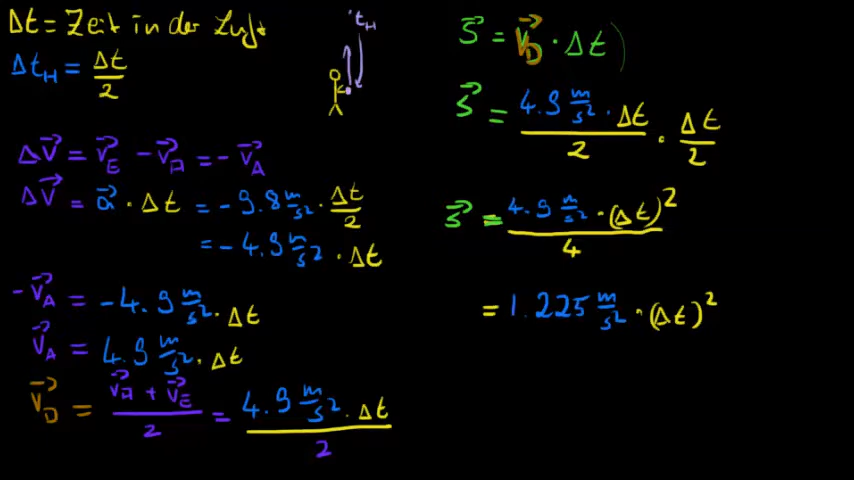 Δt = Zeit in der Luft
t_H
Δt_H = Δt/2
Δv⃗ = v⃗_E - v⃗_A = - v⃗_A
Δv⃗ = a⃗ · Δt = -9.8 m/s² · Δt/2
= -4.9 m/s² · Δt
-v⃗_A = -4.9 m/s² · Δt
v⃗_A = 4.9 m/s² · Δt
v⃗_D = (v⃗_A + v⃗_E)/2 = (4.9 m/s² · Δt)/2
s⃗ = v⃗_D · Δt
s⃗ = (4.9 m/s² · Δt)/2 · Δt/2
s⃗ = (4.9 m/s² · (Δt)²)/4
= 1.225 m/s² · (Δt)²